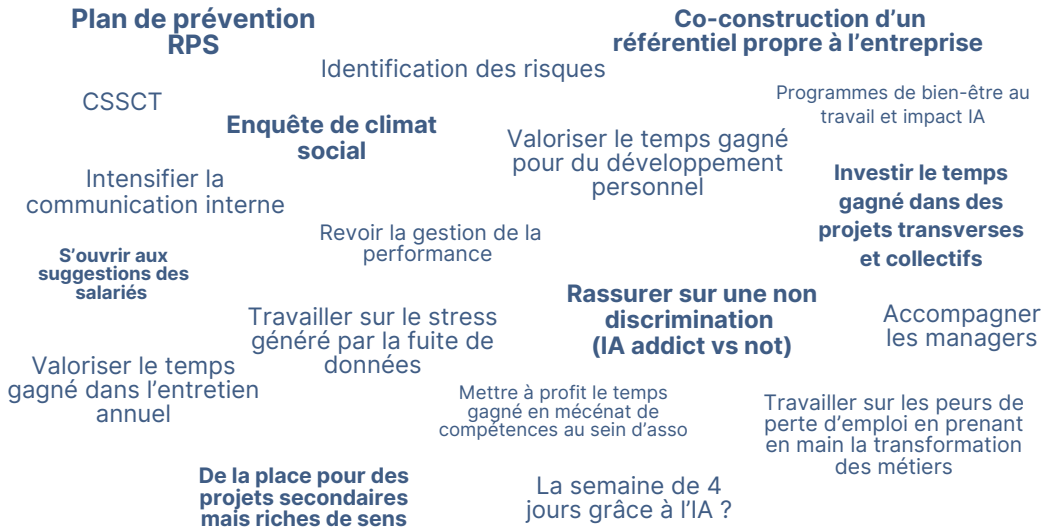 Plan de prévention
RPS
Co-construction d’un
référentiel propre à l’entreprise
Identification des risques
CSSCT
Programmes de bien-être au
travail et impact IA
Enquête de climat
social
Valoriser le temps gagné
pour du développement
personnel
Intensifier la
communication interne
Investir le temps
gagné dans des
projets transverses
et collectifs
Revoir la gestion de la
performance
S’ouvrir aux
suggestions des
salariés
Rassurer sur une non
discrimination
(IA addict vs not)
Travailler sur le stress
généré par la fuite de
données
Accompagner
les managers
Valoriser le temps
gagné dans l’entretien
annuel
Mettre à profit le temps
gagné en mécénat de
compétences au sein d’asso
Travailler sur les peurs de
perte d’emploi en prenant
en main la transformation
des métiers
De la place pour des
projets secondaires
mais riches de sens
La semaine de 4
jours grâce à l’IA ?